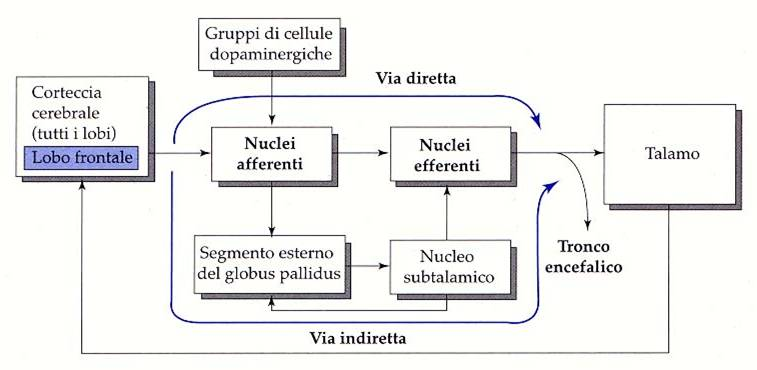 Gruppi di cellule
dopaminergiche
Via diretta
Corteccia
cerebrale
(tutti i lobi)
Lobo frontale
Nuclei
afferenti
Nuclei
efferenti
Talamo
Segmento esterno
del globus pallidus
Nucleo
subtalamico
Tronco
encefalico
Via indiretta